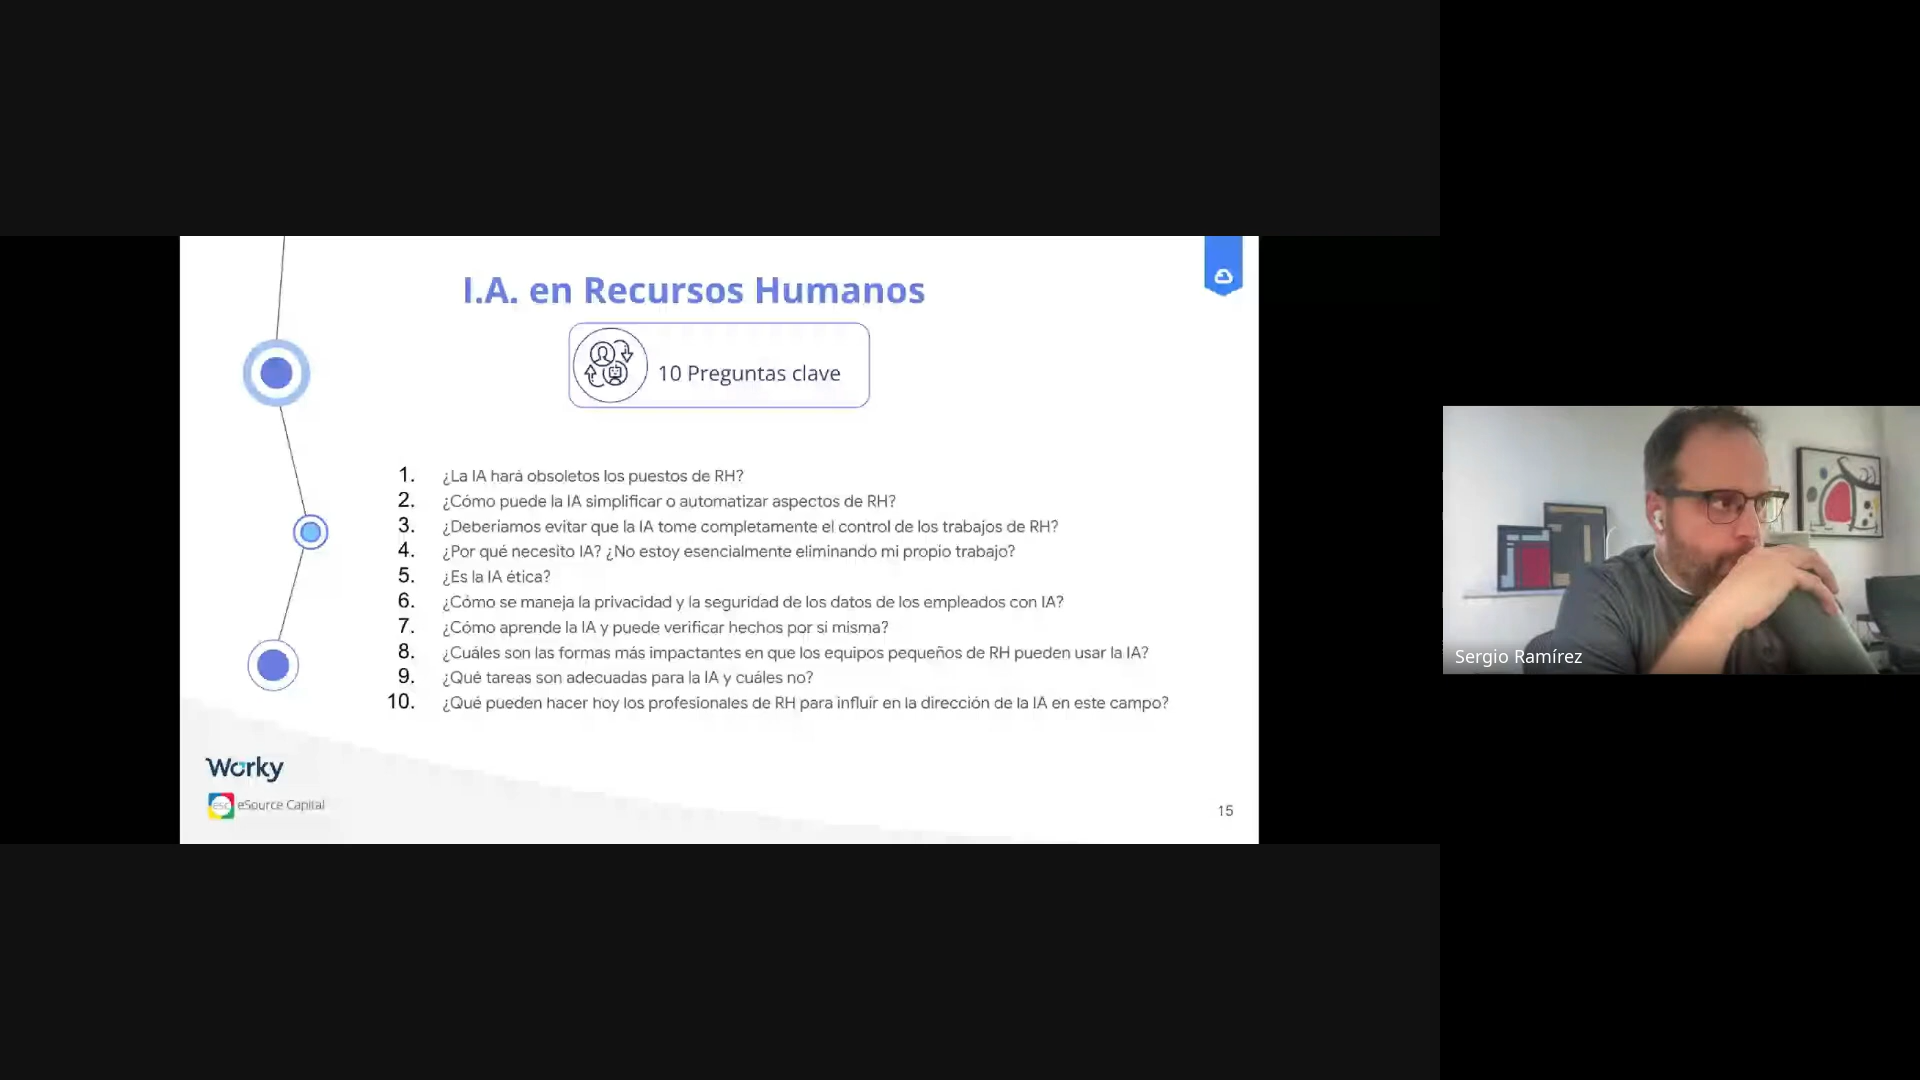 I.A. en Recursos Humanos
10 Preguntas clave
1. ¿La IA hará obsoletos los puestos de RH?
2. ¿Cómo puede la IA simplificar o automatizar aspectos de RH?
3. ¿Deberiamos evitar que la IA tome completamente el control de los trabajos de RH?
4. ¿Por qué necesito IA? ¿No estoy esencialmente eliminando mi propio trabajo?
5. ¿Es la IA ética?
6. ¿Cómo se maneja la privacidad y la seguridad de los datos de los empleados con IA?
7. ¿Cómo aprende la IA y puede verificar hechos por si misma?
8. ¿Cuáles son las formas más impactantes en que los equipos pequeños de RH pueden usar la IA?
9. ¿Qué tareas son adecuadas para la IA y cuáles no?
10. ¿Qué pueden hacer hoy los profesionales de RH para influir en la dirección de la IA en este campo?
Worky
esc eSource Capital
15
Sergio Ramírez